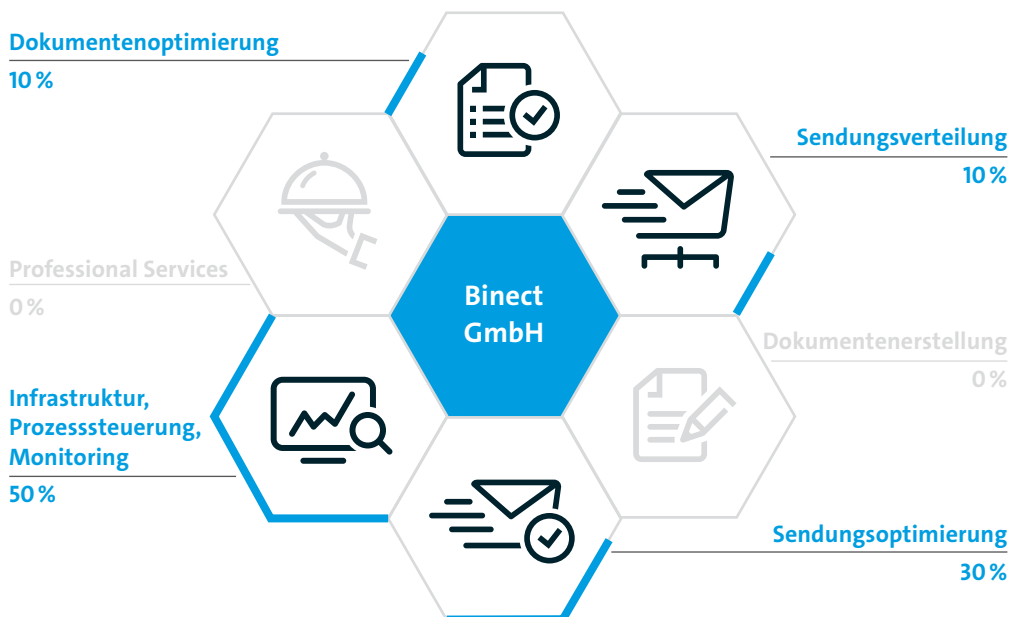 Dokumentenoptimierung
10 %
Sendungsverteilung
10 %
Professional Services
0 %
Binect
GmbH
Dokumentenerstellung
0 %
Infrastruktur,
Prozesssteuerung,
Monitoring
50 %
Sendungsoptimierung
30 %